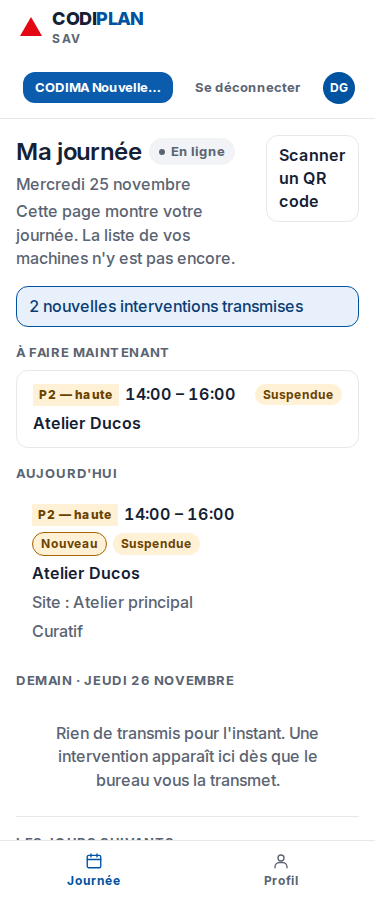 CODIPLAN
SAV
CODIMA Nouvelle...
Se déconnecter
DG
Ma journée
En ligne
Scanner
un QR
code
Mercredi 25 novembre
Cette page montre votre
journée. La liste de vos
machines n'y est pas encore.
2 nouvelles interventions transmises
À FAIRE MAINTENANT
P2 — haute 14:00 – 16:00 Suspendue
Atelier Ducos
AUJOURD'HUI
P2 — haute 14:00 – 16:00
Nouveau Suspendue
Atelier Ducos
Site : Atelier principal
Curatif
DEMAIN · JEUDI 26 NOVEMBRE
Rien de transmis pour l'instant. Une
intervention apparaît ici dès que le
bureau vous la transmet.
LES JOURS SUIVANTS
Journée
Profil